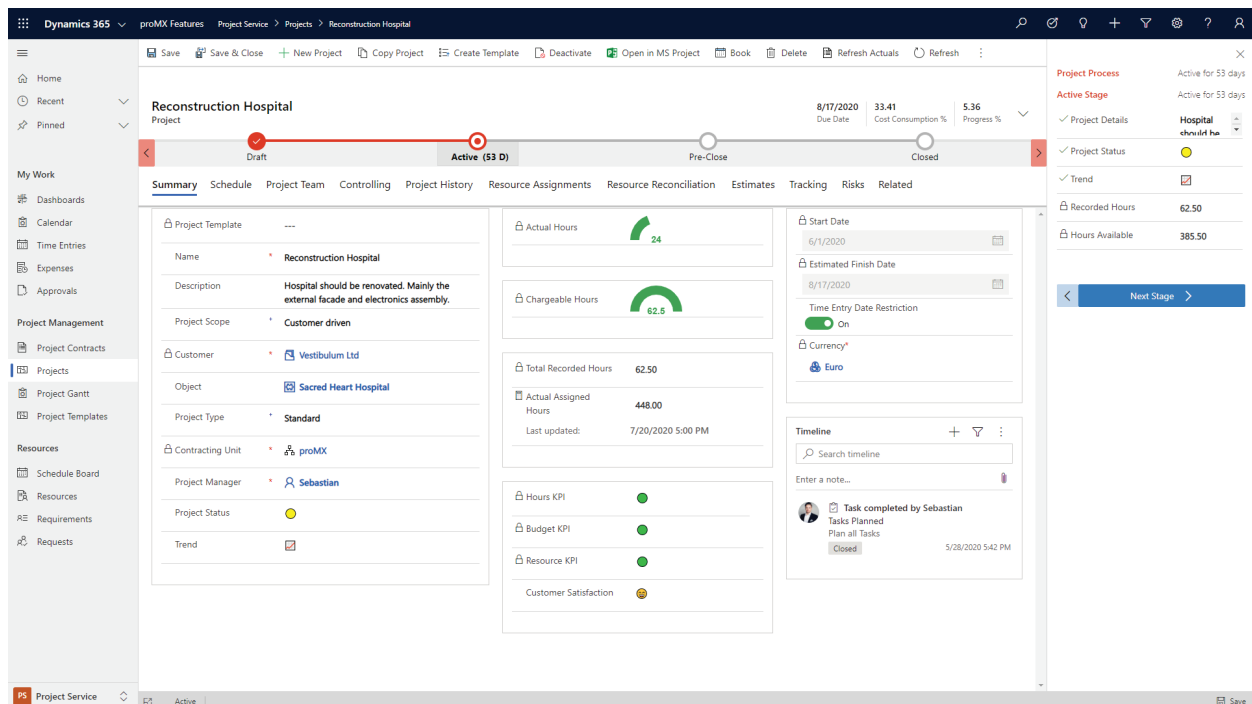 Dynamics 365 proMX Features Project Service > Projects > Reconstruction Hospital
Save Save & Close New Project Copy Project Create Template Deactivate Open in MS Project Book Delete Refresh Actuals Refresh
Home
Recent
Pinned
My Work
Dashboards
Calendar
Time Entries
Expenses
Approvals
Project Management
Project Contracts
Projects
Project Gantt
Project Templates
Resources
Schedule Board
Resources
Requirements
Requests
PS Project Service
Reconstruction Hospital
Project
8/17/2020
Due Date
33.41
Cost Consumption %
5.36
Progress %
Draft
Active (53 D)
Pre-Close
Closed
Summary Schedule Project Team Controlling Project History Resource Assignments Resource Reconciliation Estimates Tracking Risks Related
Project Template ---
Name * Reconstruction Hospital
Description Hospital should be renovated. Mainly the
external facade and electronics assembly.
Project Scope * Customer driven
Customer * Vestibulum Ltd
Object Sacred Heart Hospital
Project Type * Standard
Contracting Unit * proMX
Project Manager * Sebastian
Project Status
Trend
Actual Hours 24
Chargeable Hours 62.5
Total Recorded Hours 62.50
Actual Assigned
Hours 448.00
Last updated: 7/20/2020 5:00 PM
Hours KPI
Budget KPI
Resource KPI
Customer Satisfaction
Start Date
6/1/2020
Estimated Finish Date
8/17/2020
Time Entry Date Restriction
On
Currency*
Euro
Timeline
Search timeline
Enter a note...
Task completed by Sebastian
Tasks Planned
Plan all Tasks
Closed 5/28/2020 5:42 PM
Project Process Active for 53 days
Active Stage Active for 53 days
Project Details Hospital
should be
Project Status
Trend
Recorded Hours 62.50
Hours Available 385.50
Next Stage
Active
Save